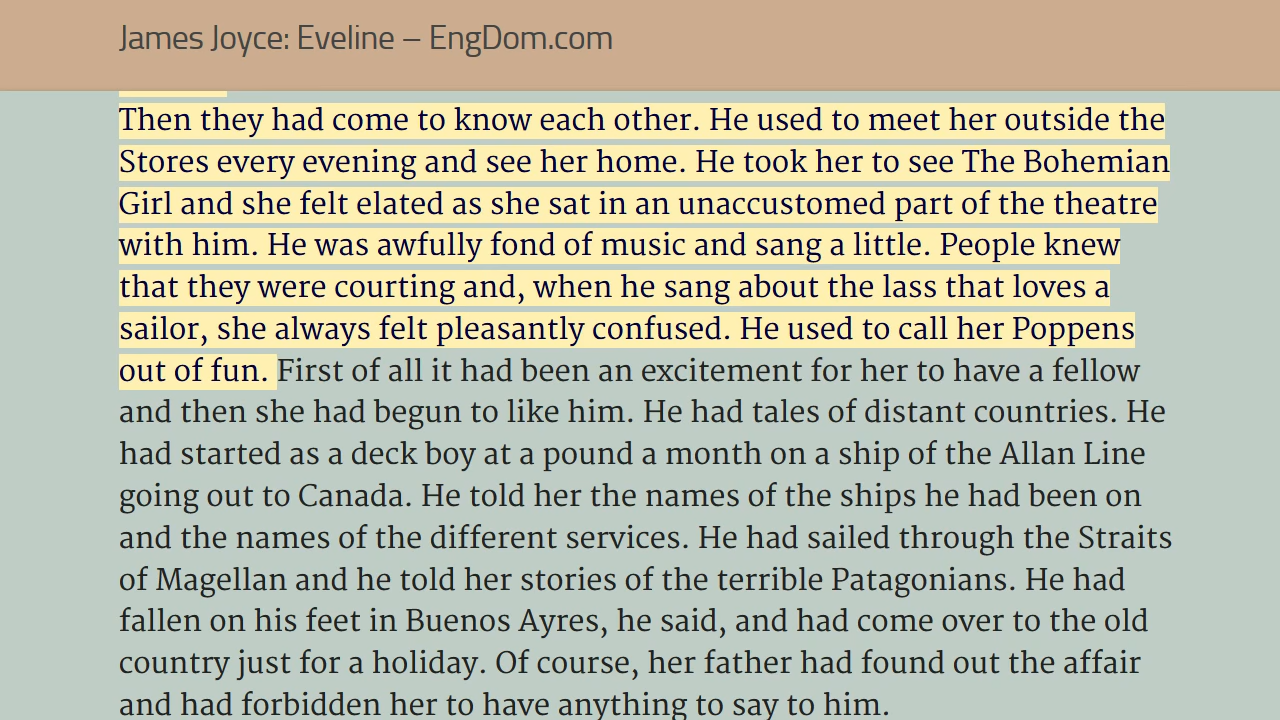 James Joyce: Eveline – EngDom.com
Then they had come to know each other. He used to meet her outside the
Stores every evening and see her home. He took her to see The Bohemian
Girl and she felt elated as she sat in an unaccustomed part of the theatre
with him. He was awfully fond of music and sang a little. People knew
that they were courting and, when he sang about the lass that loves a
sailor, she always felt pleasantly confused. He used to call her Poppens
out of fun. First of all it had been an excitement for her to have a fellow
and then she had begun to like him. He had tales of distant countries. He
had started as a deck boy at a pound a month on a ship of the Allan Line
going out to Canada. He told her the names of the ships he had been on
and the names of the different services. He had sailed through the Straits
of Magellan and he told her stories of the terrible Patagonians. He had
fallen on his feet in Buenos Ayres, he said, and had come over to the old
country just for a holiday. Of course, her father had found out the affair
and had forbidden her to have anything to say to him.